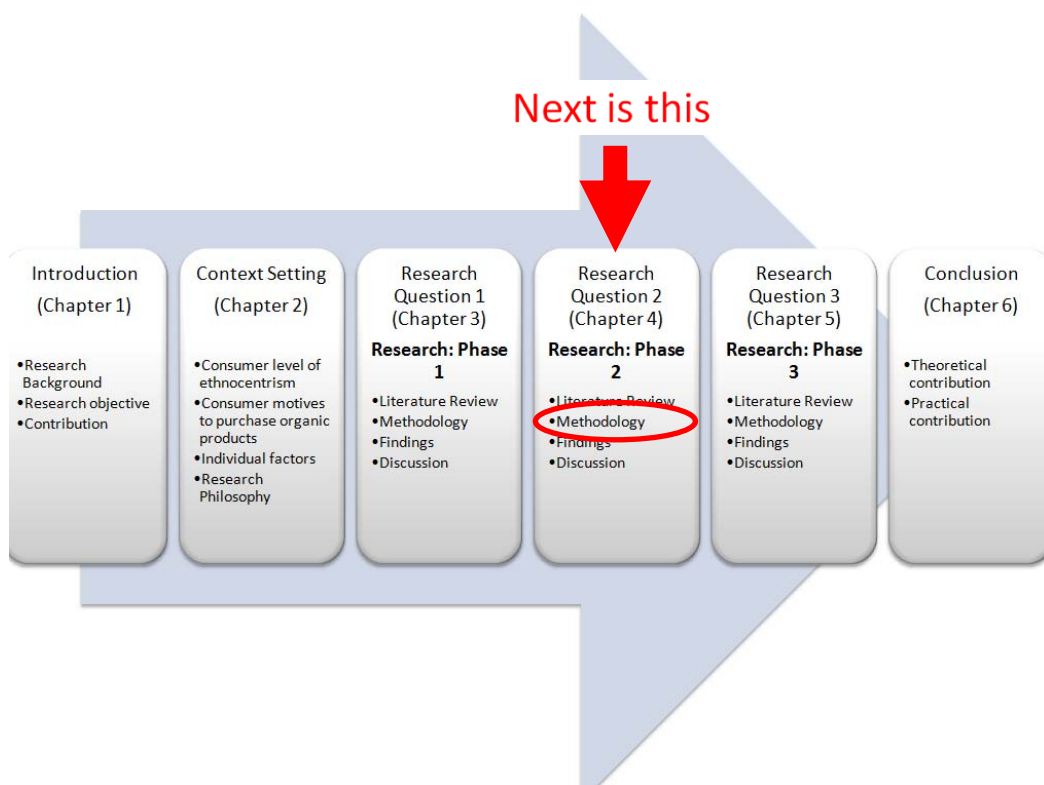 Next is this
Introduction
(Chapter 1)
•Research
Background
•Research objective
•Contribution
Context Setting
(Chapter 2)
•Consumer level of
ethnocentrism
•Consumer motives
to purchase organic
products
•Individual factors
•Research
Philosophy
Research
Question 1
(Chapter 3)
Research: Phase
1
•Literature Review
•Methodology
•Findings
•Discussion
Research
Question 2
(Chapter 4)
Research: Phase
2
•Literature Review
•Methodology
•Findings
•Discussion
Research
Question 3
(Chapter 5)
Research: Phase
3
•Literature Review
•Methodology
•Findings
•Discussion
Conclusion
(Chapter 6)
•Theoretical
contribution
•Practical
contribution